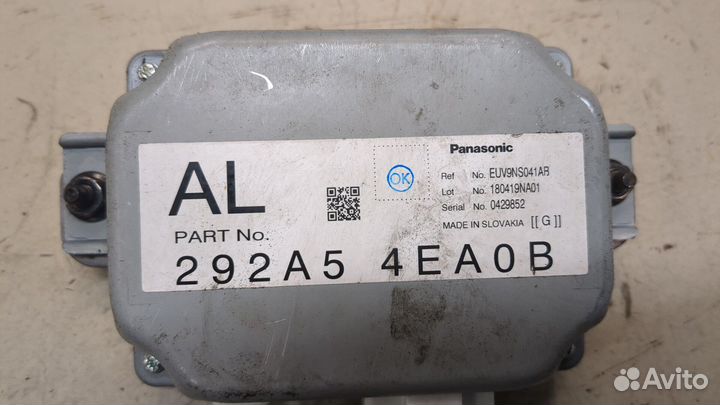 AL
PART No.
292A5 4EA0B
OK
Panasonic
Ref No. EUV9NS041AB
Lot No. 180419NA01
Serial No. 0429852
MADE IN SLOVAKIA [[ G ]]
Avito